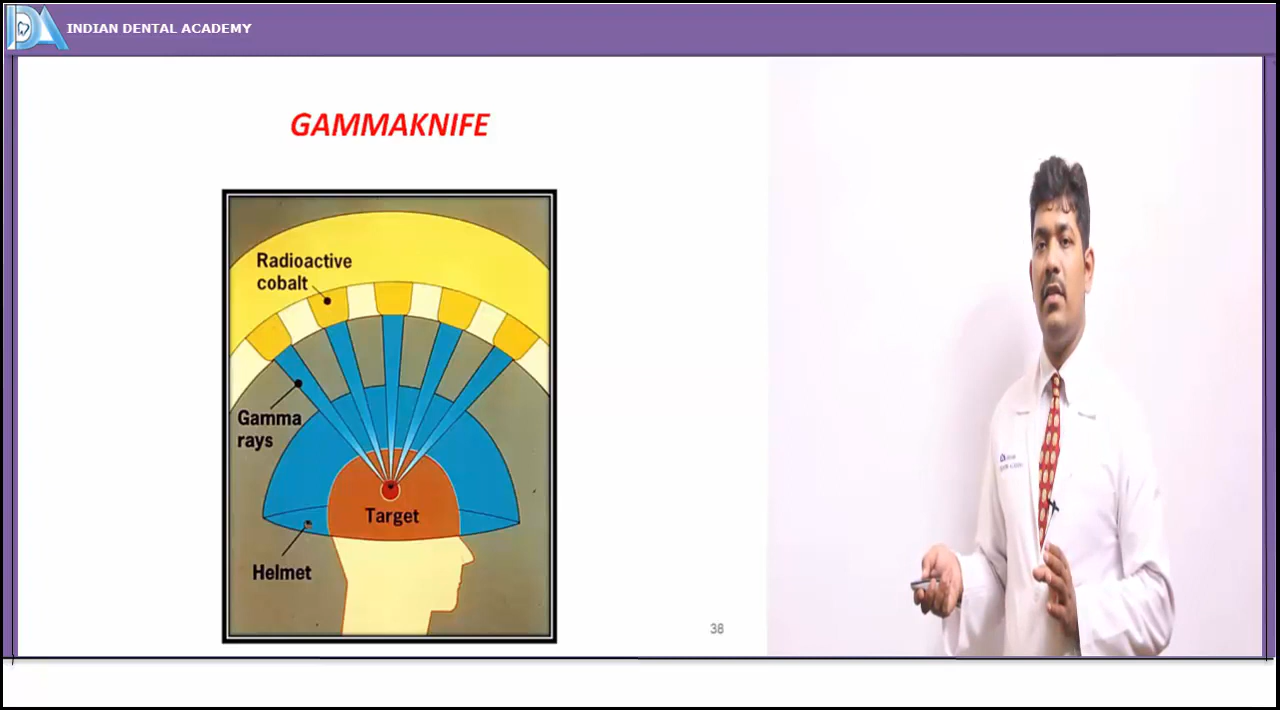 INDIAN DENTAL ACADEMY
GAMMAKNIFE
Radioactive
cobalt
Gamma
rays
Target
Helmet
38